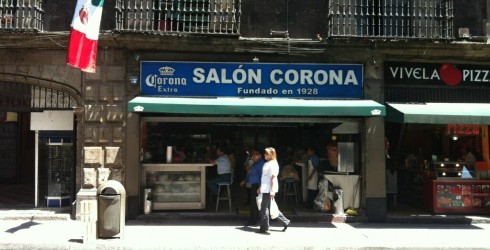 Corona
Extra
SALÓN CORONA
Fundado en 1928
VIVELA PIZZ